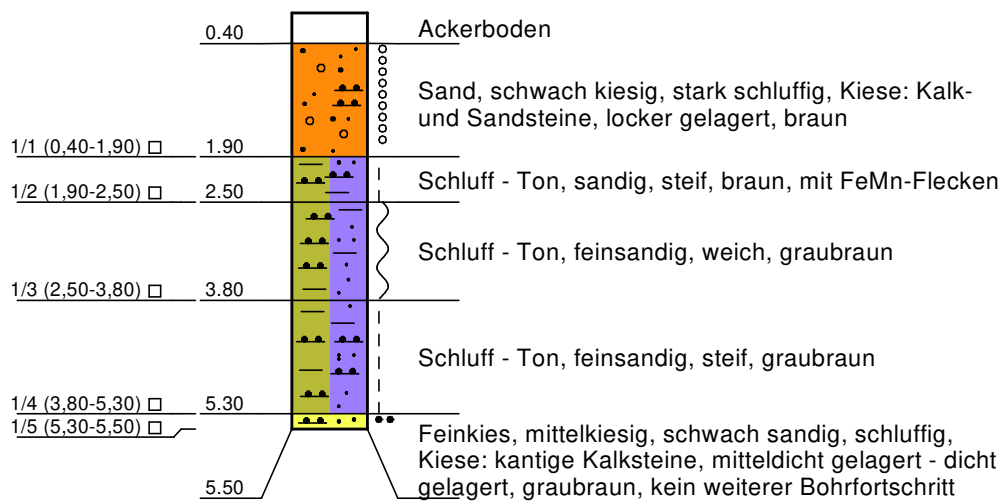 0.40
Ackerboden
Sand, schwach kiesig, stark schluffig, Kiese: Kalk-
und Sandsteine, locker gelagert, braun
1/1 (0,40-1,90)
1.90
Schluff - Ton, sandig, steif, braun, mit FeMn-Flecken
1/2 (1,90-2,50)
2.50
Schluff - Ton, feinsandig, weich, graubraun
1/3 (2,50-3,80)
3.80
Schluff - Ton, feinsandig, steif, graubraun
1/4 (3,80-5,30)
5.30
1/5 (5,30-5,50)
Feinkies, mittelkiesig, schwach sandig, schluffig,
Kiese: kantige Kalksteine, mitteldicht gelagert - dicht
gelagert, graubraun, kein weiterer Bohrfortschritt
5.50